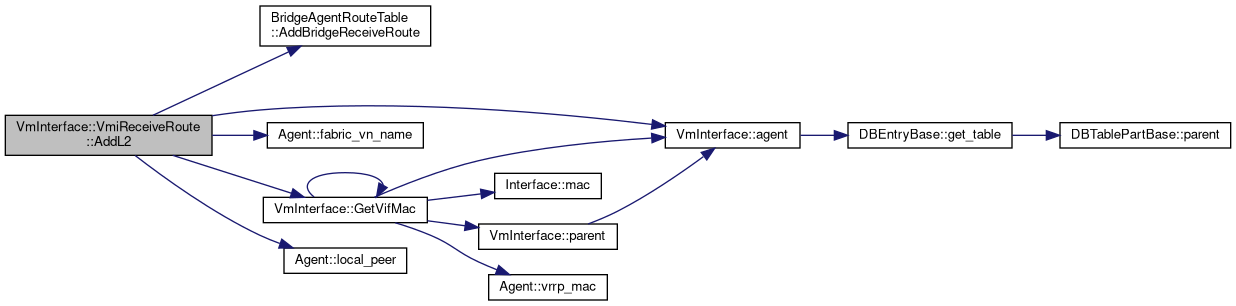 BridgeAgentRouteTable
::AddBridgeReceiveRoute
VmInterface::VmiReceiveRoute
::AddL2
Agent::fabric_vn_name
VmInterface::agent
DBEntryBase::get_table
DBTablePartBase::parent
Interface::mac
VmInterface::GetVifMac
VmInterface::parent
Agent::local_peer
Agent::vrrp_mac